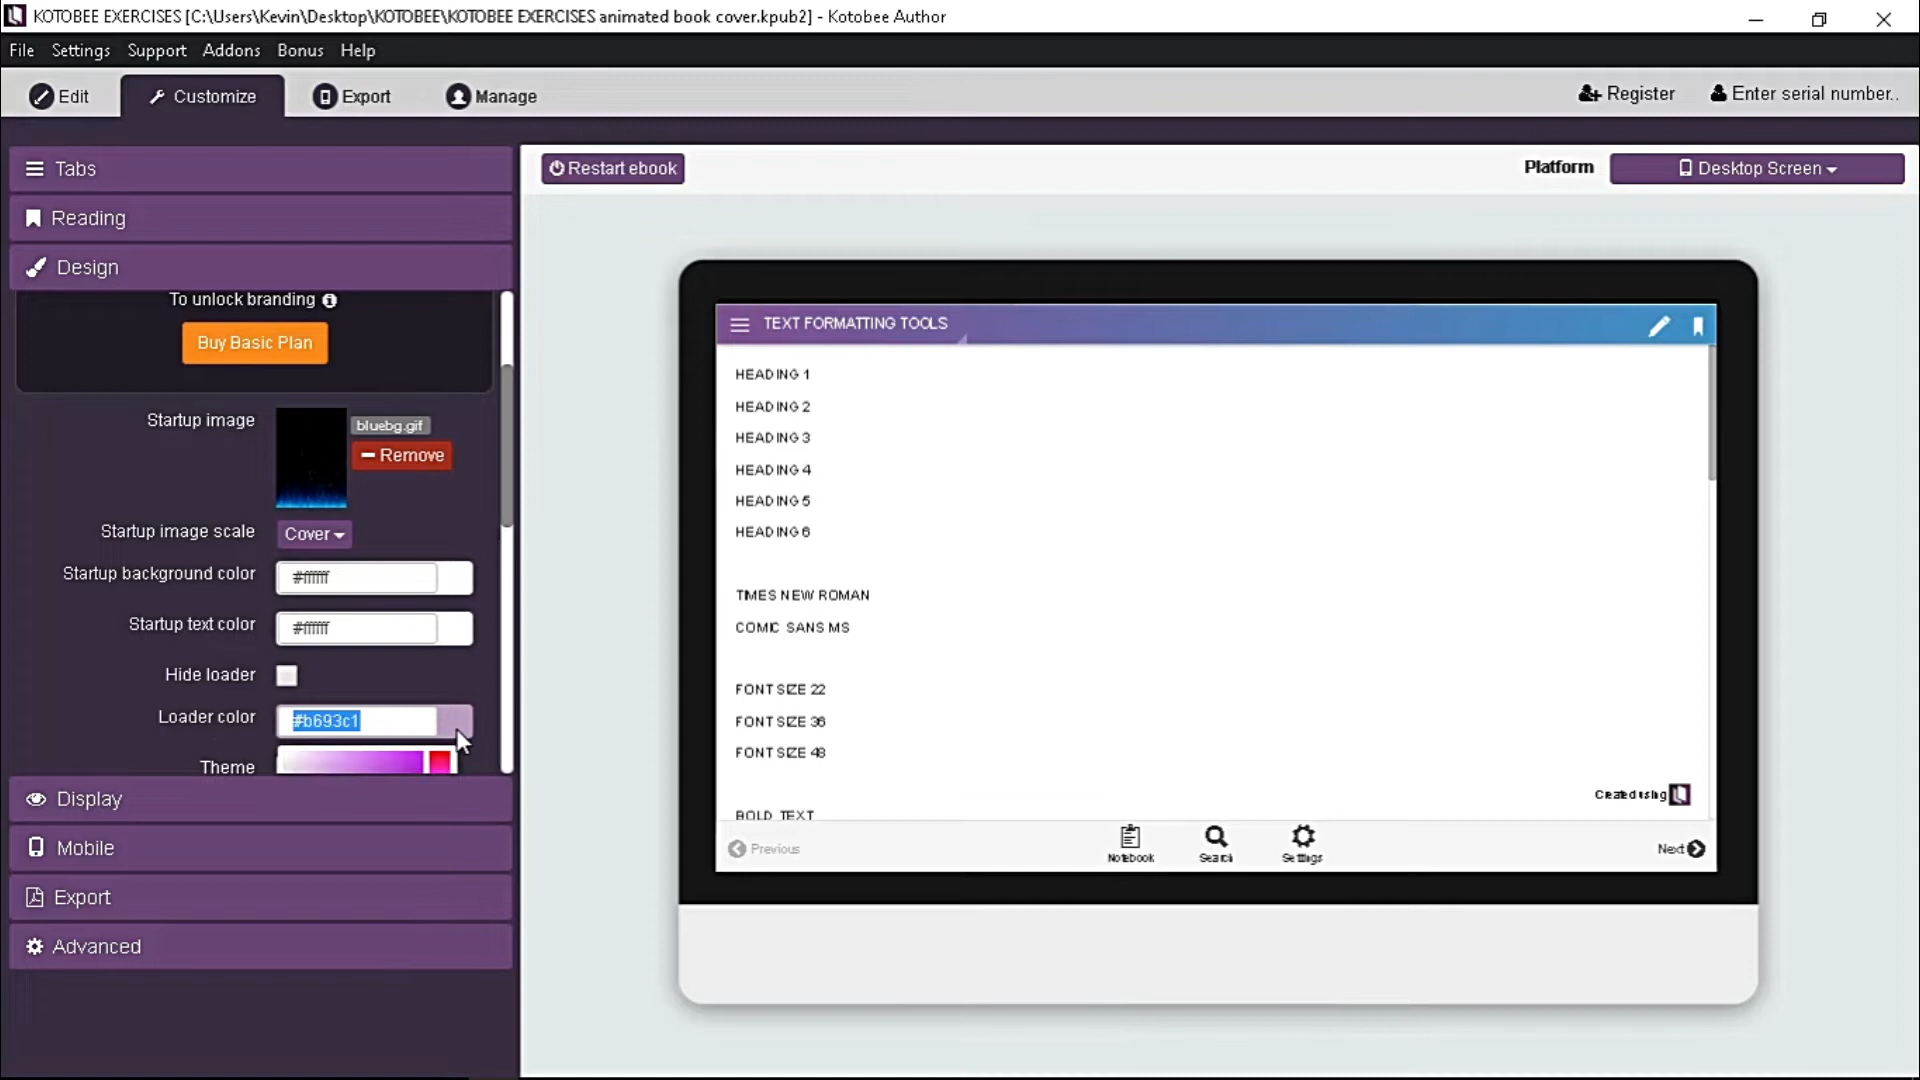 KOTOBEE EXERCISES [C:\Users\Kevin\Desktop\KOTOBEE\KOTOBEE EXERCISES animated book cover.kpub2] - Kotobee Author
File Settings Support Addons Bonus Help
Edit Customize Export Manage Register Enter serial number..
Tabs
Reading
Design
To unlock branding
Buy Basic Plan
Startup image
bluebg.gif
Remove
Startup image scale Cover
Startup background color #ffffff
Startup text color #ffffff
Hide loader
Loader color #b693c1
Theme
Display
Mobile
Export
Advanced
Restart ebook
Platform Desktop Screen
TEXT FORMATTING TOOLS
HEADING 1
HEADING 2
HEADING 3
HEADING 4
HEADING 5
HEADING 6
TIMES NEW ROMAN
COMIC SANS MS
FONT SIZE 22
FONT SIZE 36
FONT SIZE 48
BOLD TEXT
Created using
Previous Notebook Search Settings Next